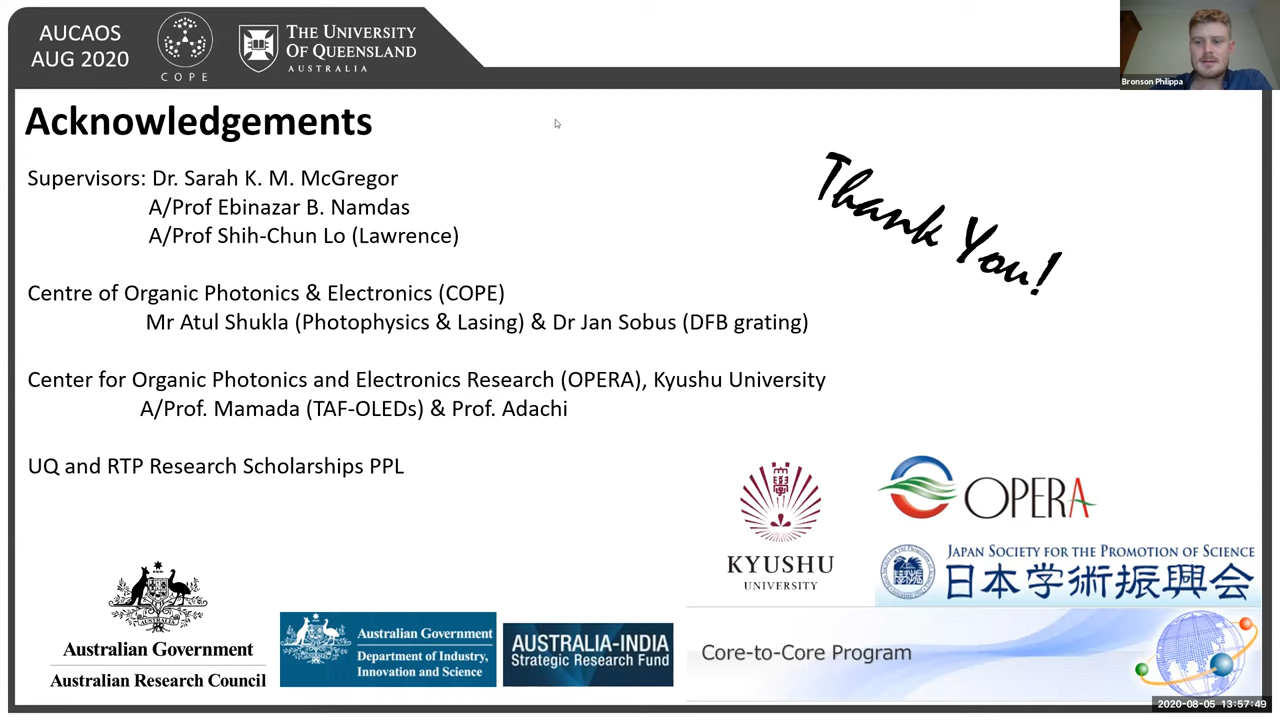 AUCAOS
AUG 2020
COPE
THE UNIVERSITY
OF QUEENSLAND
AUSTRALIA
Bronson Philippa
Acknowledgements
Thank You!
Supervisors: Dr. Sarah K. M. McGregor
A/Prof Ebinazar B. Namdas
A/Prof Shih-Chun Lo (Lawrence)
Centre of Organic Photonics & Electronics (COPE)
Mr Atul Shukla (Photophysics & Lasing) & Dr Jan Sobus (DFB grating)
Center for Organic Photonics and Electronics Research (OPERA), Kyushu University
A/Prof. Mamada (TAF-OLEDs) & Prof. Adachi
UQ and RTP Research Scholarships PPL
KYUSHU
UNIVERSITY
OPERA
JAPAN SOCIETY FOR THE PROMOTION OF SCIENCE
日本学術振興会
Australian Government
Australian Research Council
Australian Government
Department of Industry,
Innovation and Science
AUSTRALIA-INDIA
Strategic Research Fund
Core-to-Core Program
2020-08-05 13:57:49